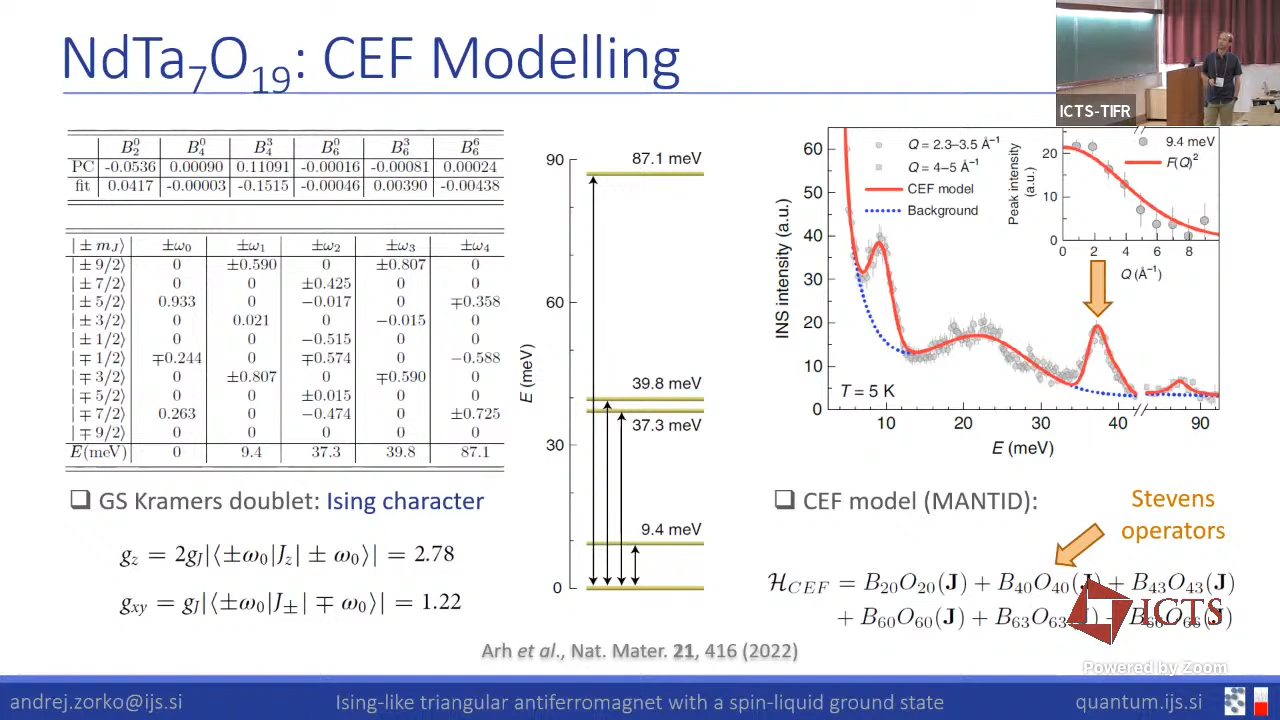 NdTa₇O₁₉: CEF Modelling
ICTS-TIFR
B₂⁰ B₄⁰ B₄³ B₆⁰ B₆³ B₆⁶
PC -0.0536 0.00090 0.11091 -0.00016 -0.00081 0.00024
fit 0.0417 -0.00003 -0.1515 -0.00046 0.00390 -0.00438
| ± mJ⟩ ±ω₀ ±ω₁ ±ω₂ ±ω₃ ±ω₄
| ± 9/2⟩ 0 ±0.590 0 ±0.807 0
| ± 7/2⟩ 0 0 ±0.425 0 0
| ± 5/2⟩ 0.933 0 −0.017 0 ∓0.358
| ± 3/2⟩ 0 0.021 0 −0.015 0
| ± 1/2⟩ 0 0 −0.515 0 0
| ∓ 1/2⟩ ∓0.244 0 ∓0.574 0 −0.588
| ∓ 3/2⟩ 0 ±0.807 0 ∓0.590 0
| ∓ 5/2⟩ 0 0 ±0.015 0 0
| ∓ 7/2⟩ 0.263 0 −0.474 0 ±0.725
| ∓ 9/2⟩ 0 0 0 0 0
E(meV) 0 9.4 37.3 39.8 87.1
❑ GS Kramers doublet: Ising character
g_z = 2g_J|⟨±ω₀|J_z| ± ω₀⟩| = 2.78
g_xy = g_J|⟨±ω₀|J_±| ∓ ω₀⟩| = 1.22
E (meV)
90
60
30
0
87.1 meV
39.8 meV
37.3 meV
9.4 meV
INS intensity (a.u.)
60
50
40
30
20
10
0
Q = 2.3–3.5 Å⁻¹
Q = 4–5 Å⁻¹
CEF model
Background
T = 5 K
10 20 30 40 90
E (meV)
Peak intensity
(a.u.)
20
10
0
9.4 meV
F(Q)²
0 2 4 6 8
Q (Å⁻¹)
❑ CEF model (MANTID):
Stevens
operators
ℋ_CEF = B₂₀O₂₀(J) + B₄₀O₄₀(J) + B₄₃O₄₃(J)
+ B₆₀O₆₀(J) + B₆₃O₆₃(J) + B₆₆O₆₆(J)
ICTS
Powered by Zoom
Arh et al., Nat. Mater. 21, 416 (2022)
andrej.zorko@ijs.si Ising-like triangular antiferromagnet with a spin-liquid ground state quantum.ijs.si